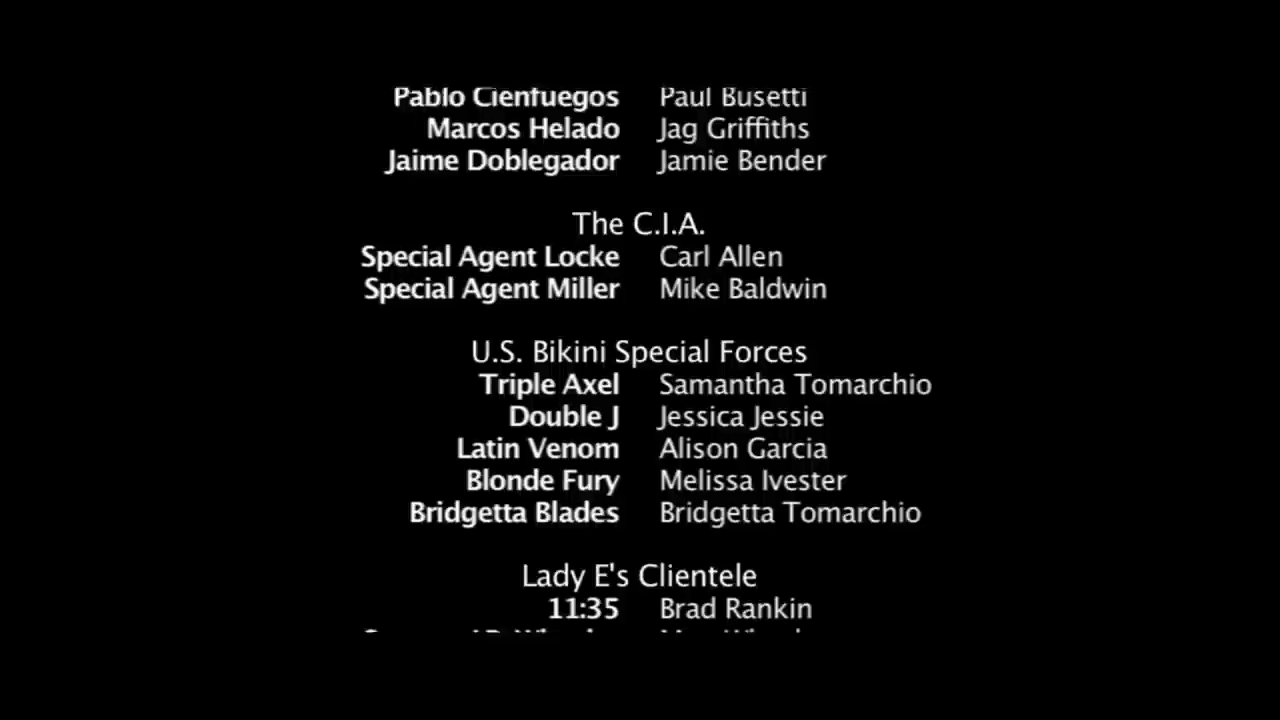 Pablo Cienfuegos Paul Busetti
Marcos Helado Jag Griffiths
Jaime Doblegador Jamie Bender
The C.I.A.
Special Agent Locke Carl Allen
Special Agent Miller Mike Baldwin
U.S. Bikini Special Forces
Triple Axel Samantha Tomarchio
Double J Jessica Jessie
Latin Venom Alison Garcia
Blonde Fury Melissa Ivester
Bridgetta Blades Bridgetta Tomarchio
Lady E's Clientele
11:35 Brad Rankin